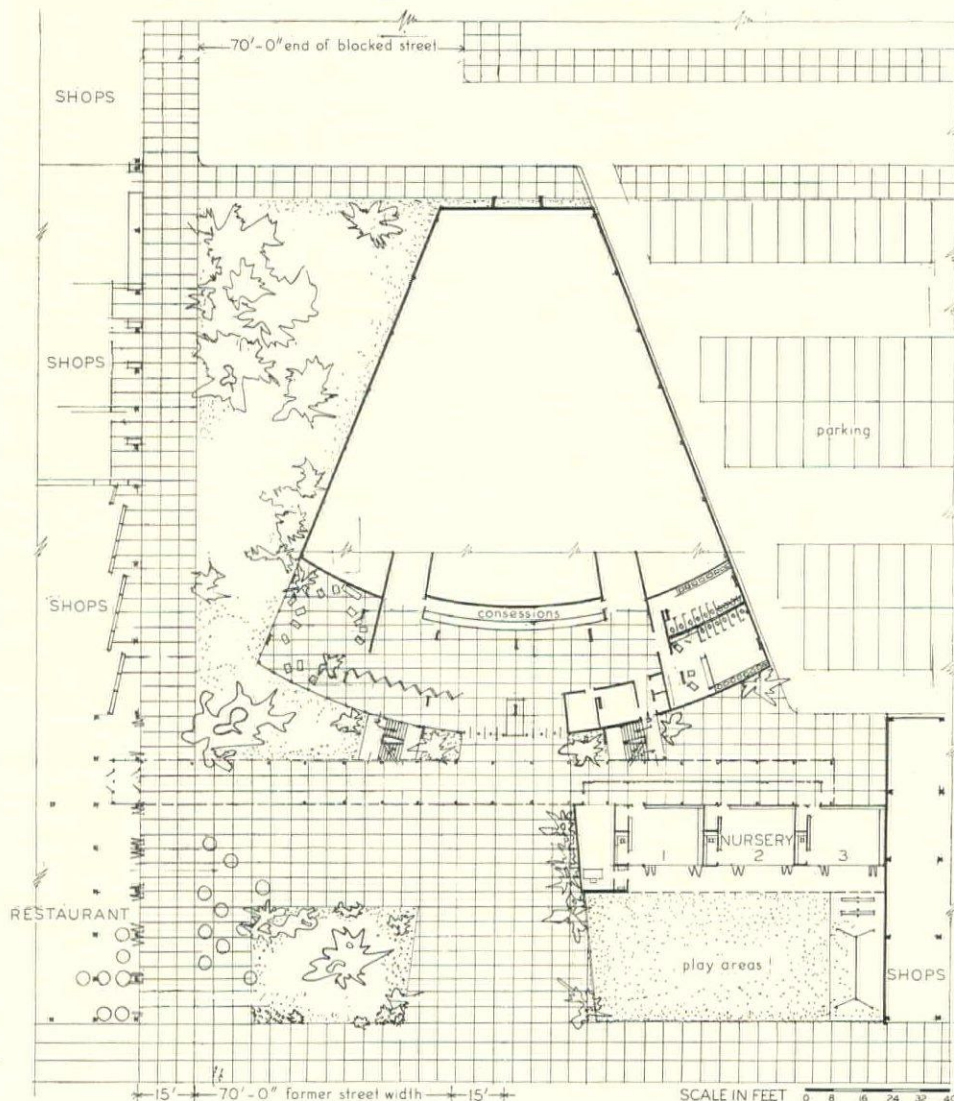 70'-0" end of blocked street
SHOPS
SHOPS
parking
SHOPS
consessions
NURSERY
1 2 3
RESTAURANT
play areas
SHOPS
15' 70'-0" former street width 15'
SCALE IN FEET 0 8 16 24 32 40